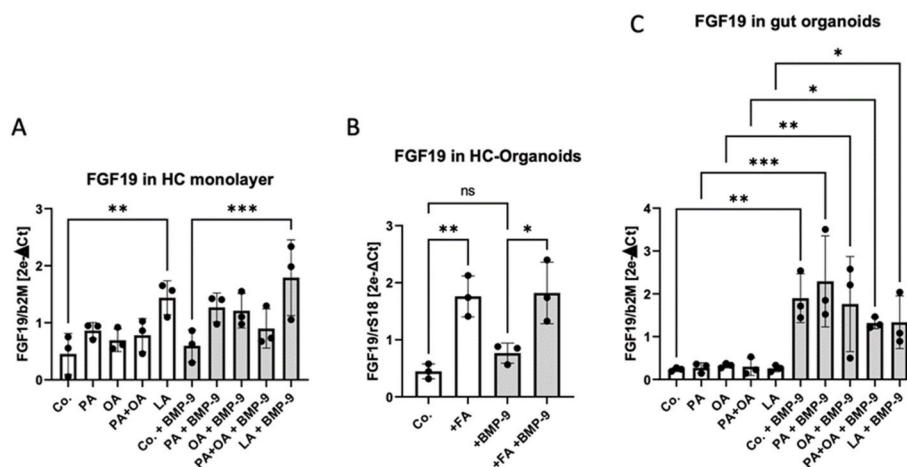 A
FGF19 in HC monolayer
**
***
FGF19/b2M [2e-▲Ct]
3
2
1
0
Co.
PA
OA
PA+OA
LA
Co. + BMP-9
PA + BMP-9
OA + BMP-9
PA+OA + BMP-9
LA + BMP-9
B
FGF19 in HC-Organoids
ns
**
*
FGF19/rS18 [2e-ΔCt]
3
2
1
0
Co.
+FA
+BMP-9
+FA +BMP-9
C
FGF19 in gut organoids
*
*
**
***
**
FGF19/b2M [2e-▲Ct]
4
3
2
1
0
Co.
PA
OA
PA+OA
LA
Co. + BMP-9
PA + BMP-9
OA + BMP-9
PA+OA + BMP-9
LA + BMP-9